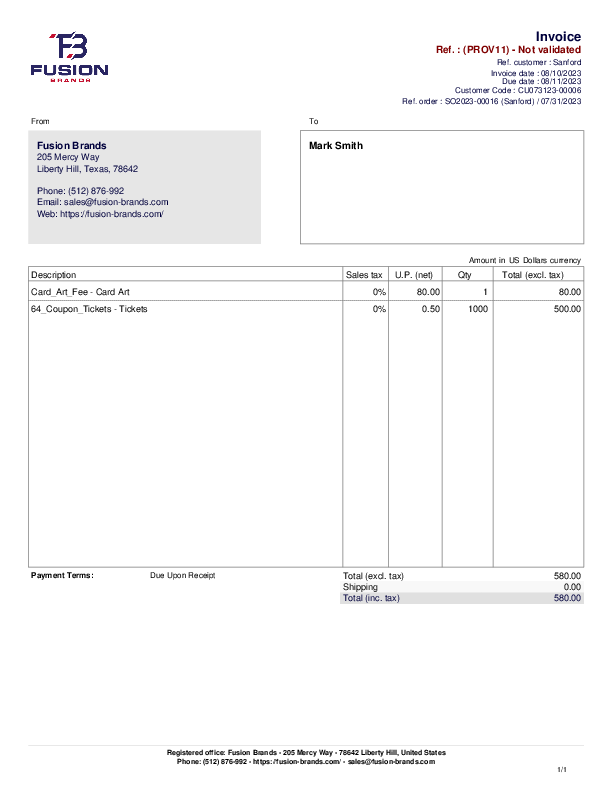 FB
FUSION
BRANDS
Invoice
Ref. : (PROV11) - Not validated
Ref. customer : Sanford
Invoice date : 08/10/2023
Due date : 08/11/2023
Customer Code : CU073123-00006
Ref. order : SO2023-00016 (Sanford) / 07/31/2023
From
To
Fusion Brands
205 Mercy Way
Liberty Hill, Texas, 78642
Phone: (512) 876-992
Email: sales@fusion-brands.com
Web: https://fusion-brands.com/
Mark Smith
Amount in US Dollars currency
Description Sales tax U.P. (net) Qty Total (excl. tax)
Card_Art_Fee - Card Art 0% 80.00 1 80.00
64_Coupon_Tickets - Tickets 0% 0.50 1000 500.00
Payment Terms: Due Upon Receipt
Total (excl. tax) 580.00
Shipping 0.00
Total (inc. tax) 580.00
Registered office: Fusion Brands - 205 Mercy Way - 78642 Liberty Hill, United States
Phone: (512) 876-992 - https://fusion-brands.com/ - sales@fusion-brands.com
1/1